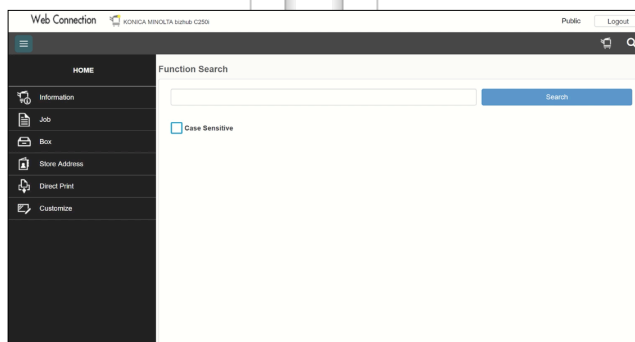 Web Connection KONICA MINOLTA bizhub C250i Public Logout
HOME
Function Search
Information
Search
Job
Case Sensitive
Box
Store Address
Direct Print
Customize